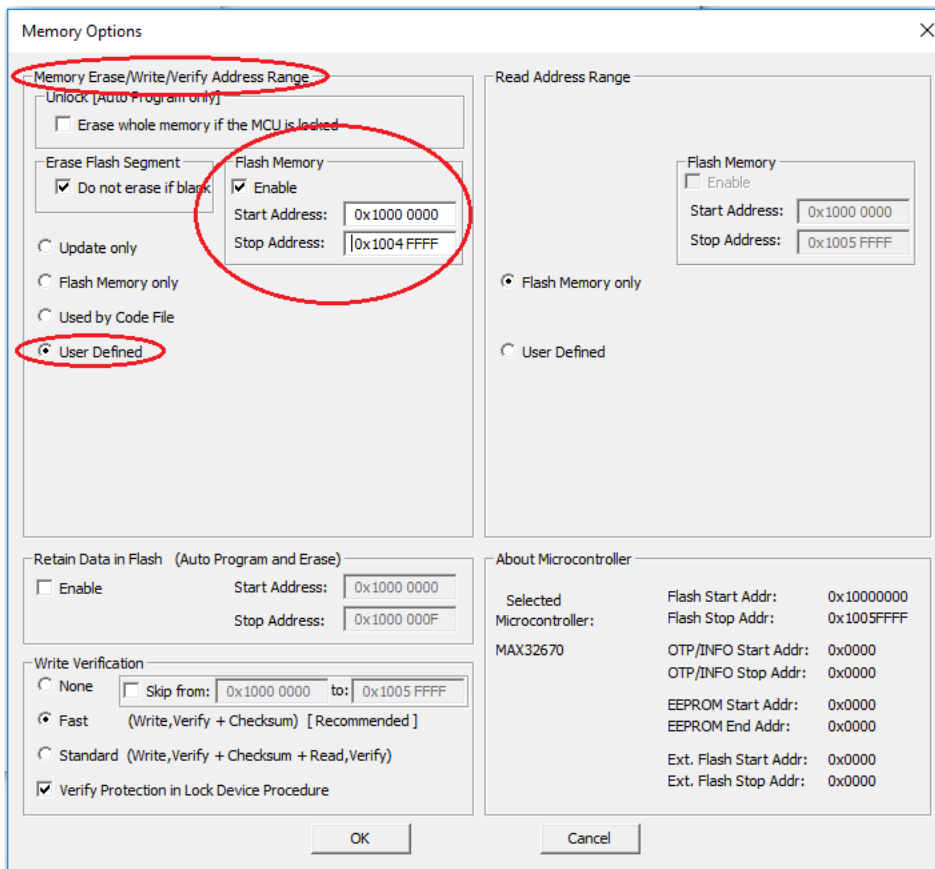 Memory Options
Memory Erase/Write/Verify Address Range
Unlock [Auto Program only]
Erase whole memory if the MCU is locked
Erase Flash Segment
Do not erase if blank
Flash Memory
Enable
Start Address: 0x1000 0000
Stop Address: 0x1004 FFFF
Update only
Flash Memory only
Used by Code File
User Defined
Read Address Range
Flash Memory
Enable
Start Address: 0x1000 0000
Stop Address: 0x1005 FFFF
Flash Memory only
User Defined
Retain Data in Flash (Auto Program and Erase)
Enable
Start Address: 0x1000 0000
Stop Address: 0x1000 000F
Write Verification
None
Skip from: 0x1000 0000 to: 0x1005 FFFF
Fast (Write,Verify + Checksum) [ Recommended ]
Standard (Write,Verify + Checksum + Read,Verify)
Verify Protection in Lock Device Procedure
About Microcontroller
Selected
Microcontroller:
MAX32670
Flash Start Addr: 0x10000000
Flash Stop Addr: 0x1005FFFF
OTP/INFO Start Addr: 0x0000
OTP/INFO Stop Addr: 0x0000
EEPROM Start Addr: 0x0000
EEPROM End Addr: 0x0000
Ext. Flash Start Addr: 0x0000
Ext. Flash Stop Addr: 0x0000
OK
Cancel